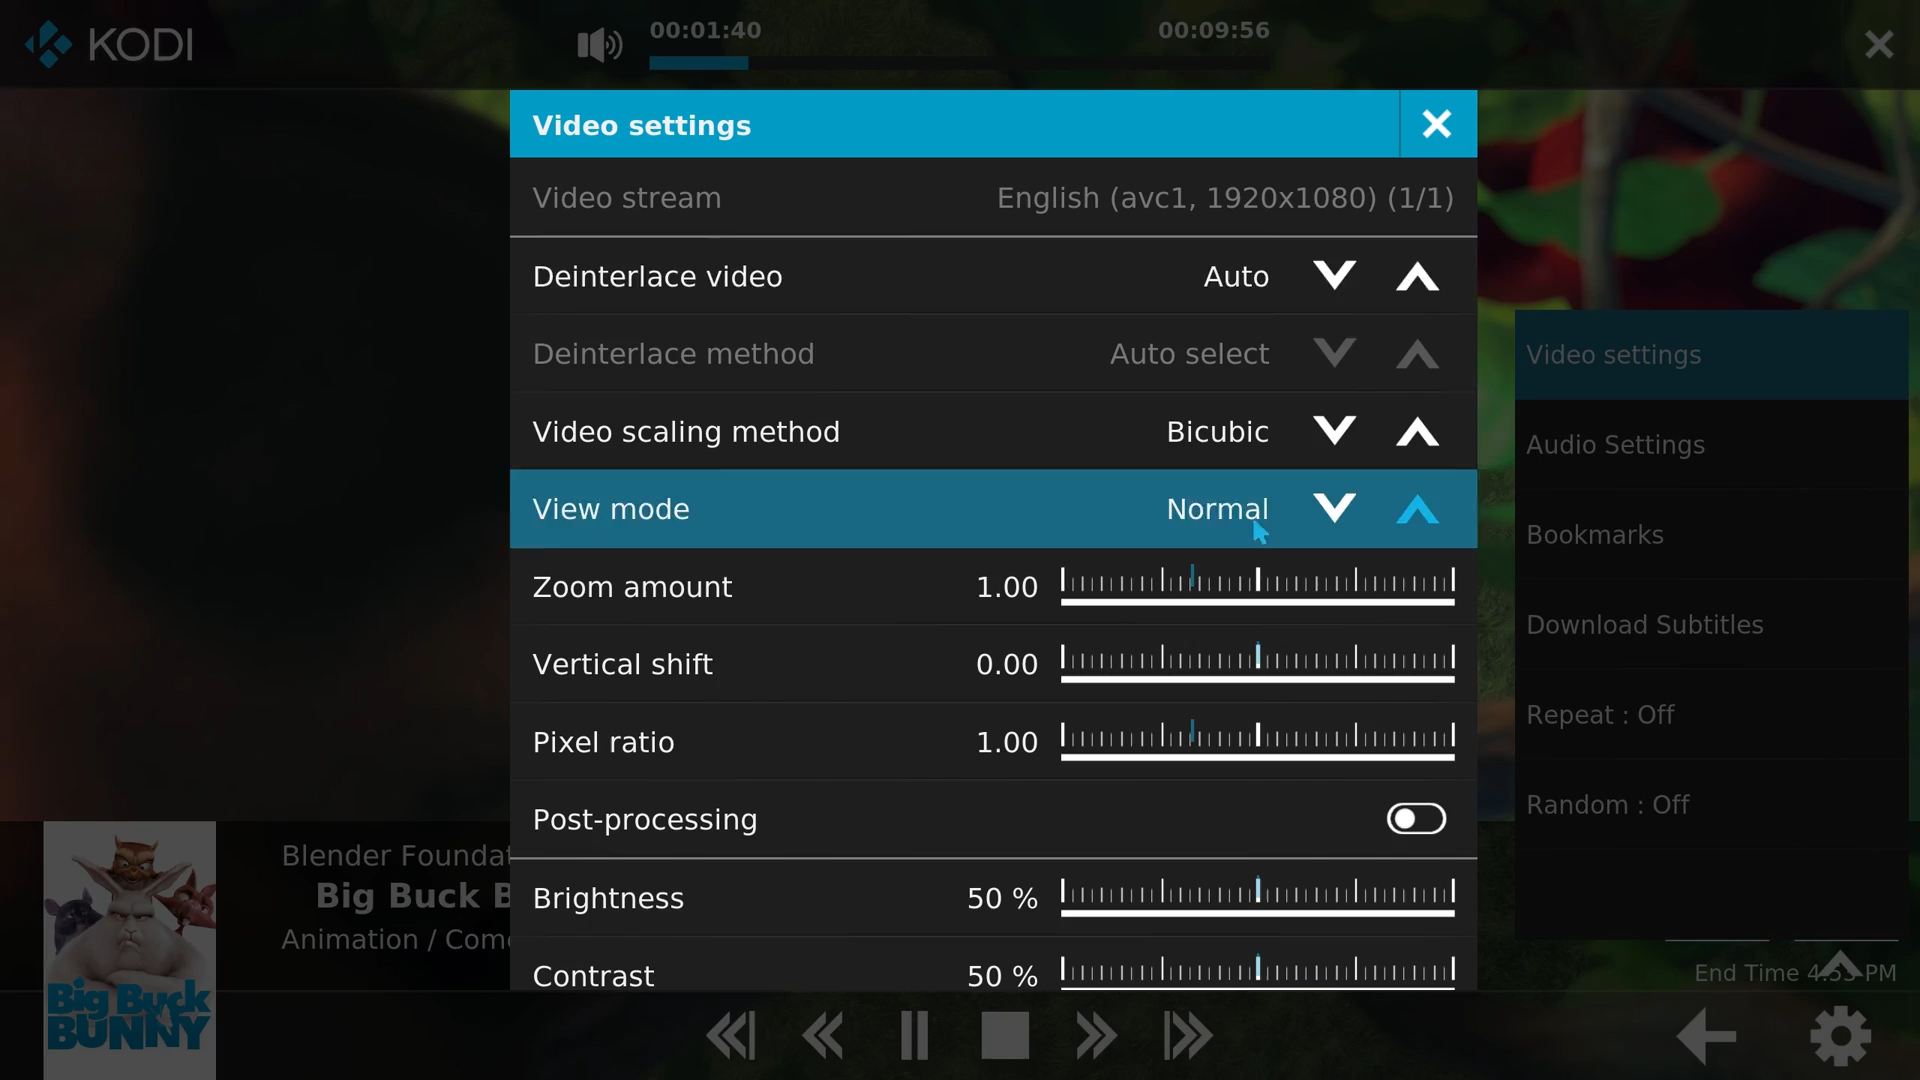 KODI
00:01:40
00:09:56
Video settings
Video stream
English (avc1, 1920x1080) (1/1)
Deinterlace video
Auto
Deinterlace method
Auto select
Video scaling method
Bicubic
View mode
Normal
Zoom amount
1.00
Vertical shift
0.00
Pixel ratio
1.00
Post-processing
Brightness
50 %
Contrast
50 %
Video settings
Audio Settings
Bookmarks
Download Subtitles
Repeat : Off
Random : Off
Blender Foundat
Big Buck B
Animation / Com
Big Buck
BUNNY
End Time 4:53 PM